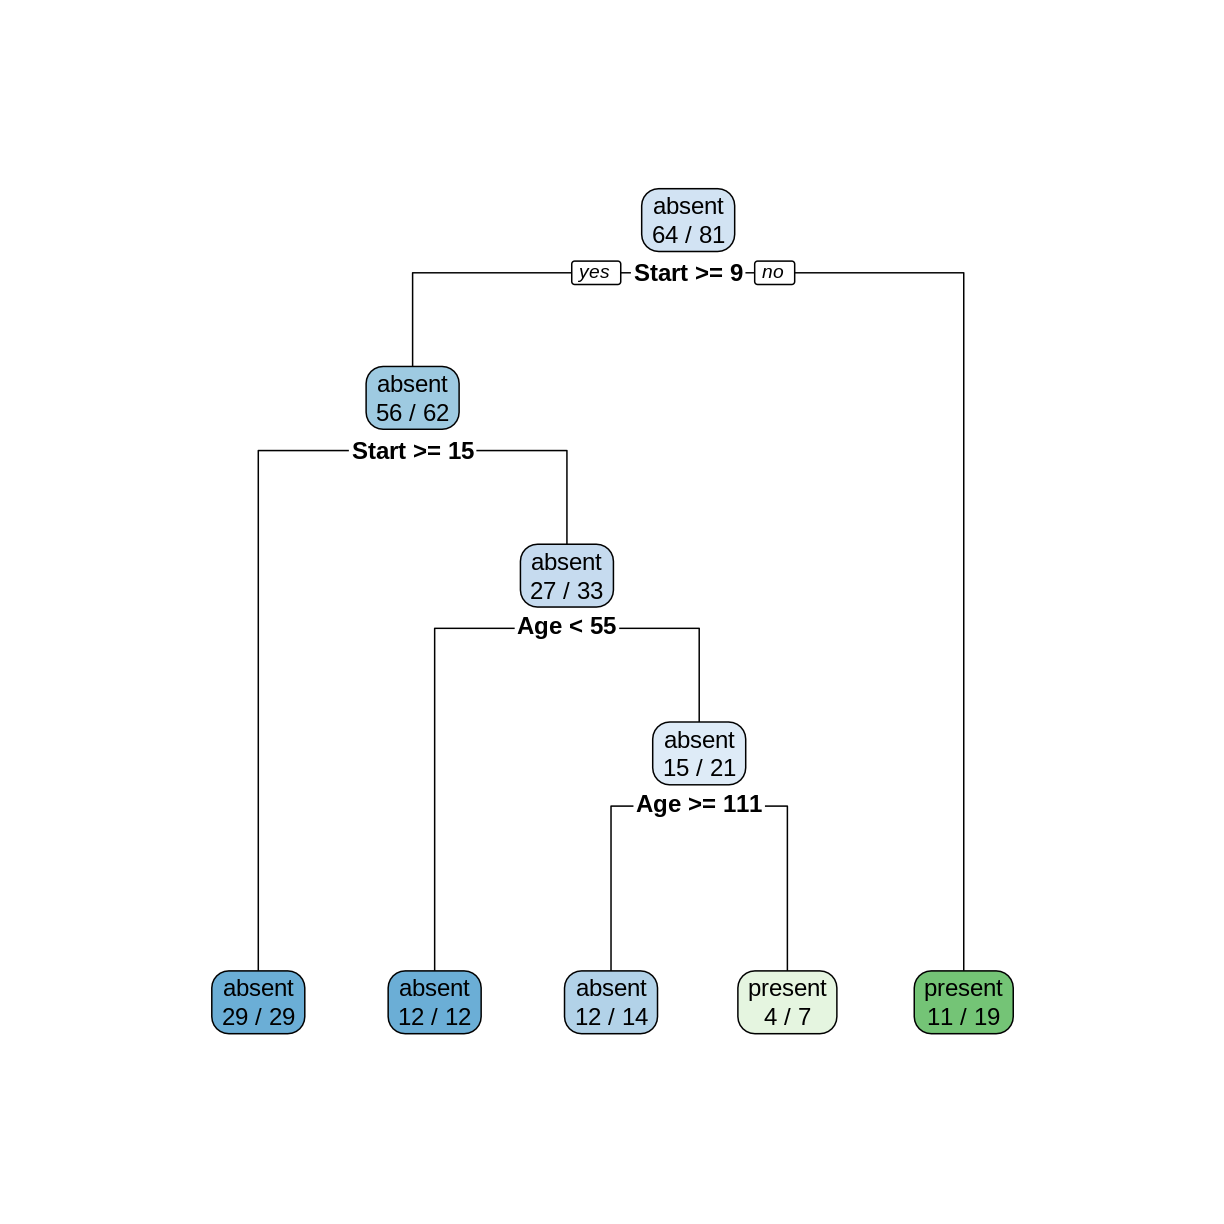 absent
64 / 81
yes Start >= 9 no
absent
56 / 62
Start >= 15
absent
27 / 33
Age < 55
absent
15 / 21
Age >= 111
absent
29 / 29
absent
12 / 12
absent
12 / 14
present
4 / 7
present
11 / 19